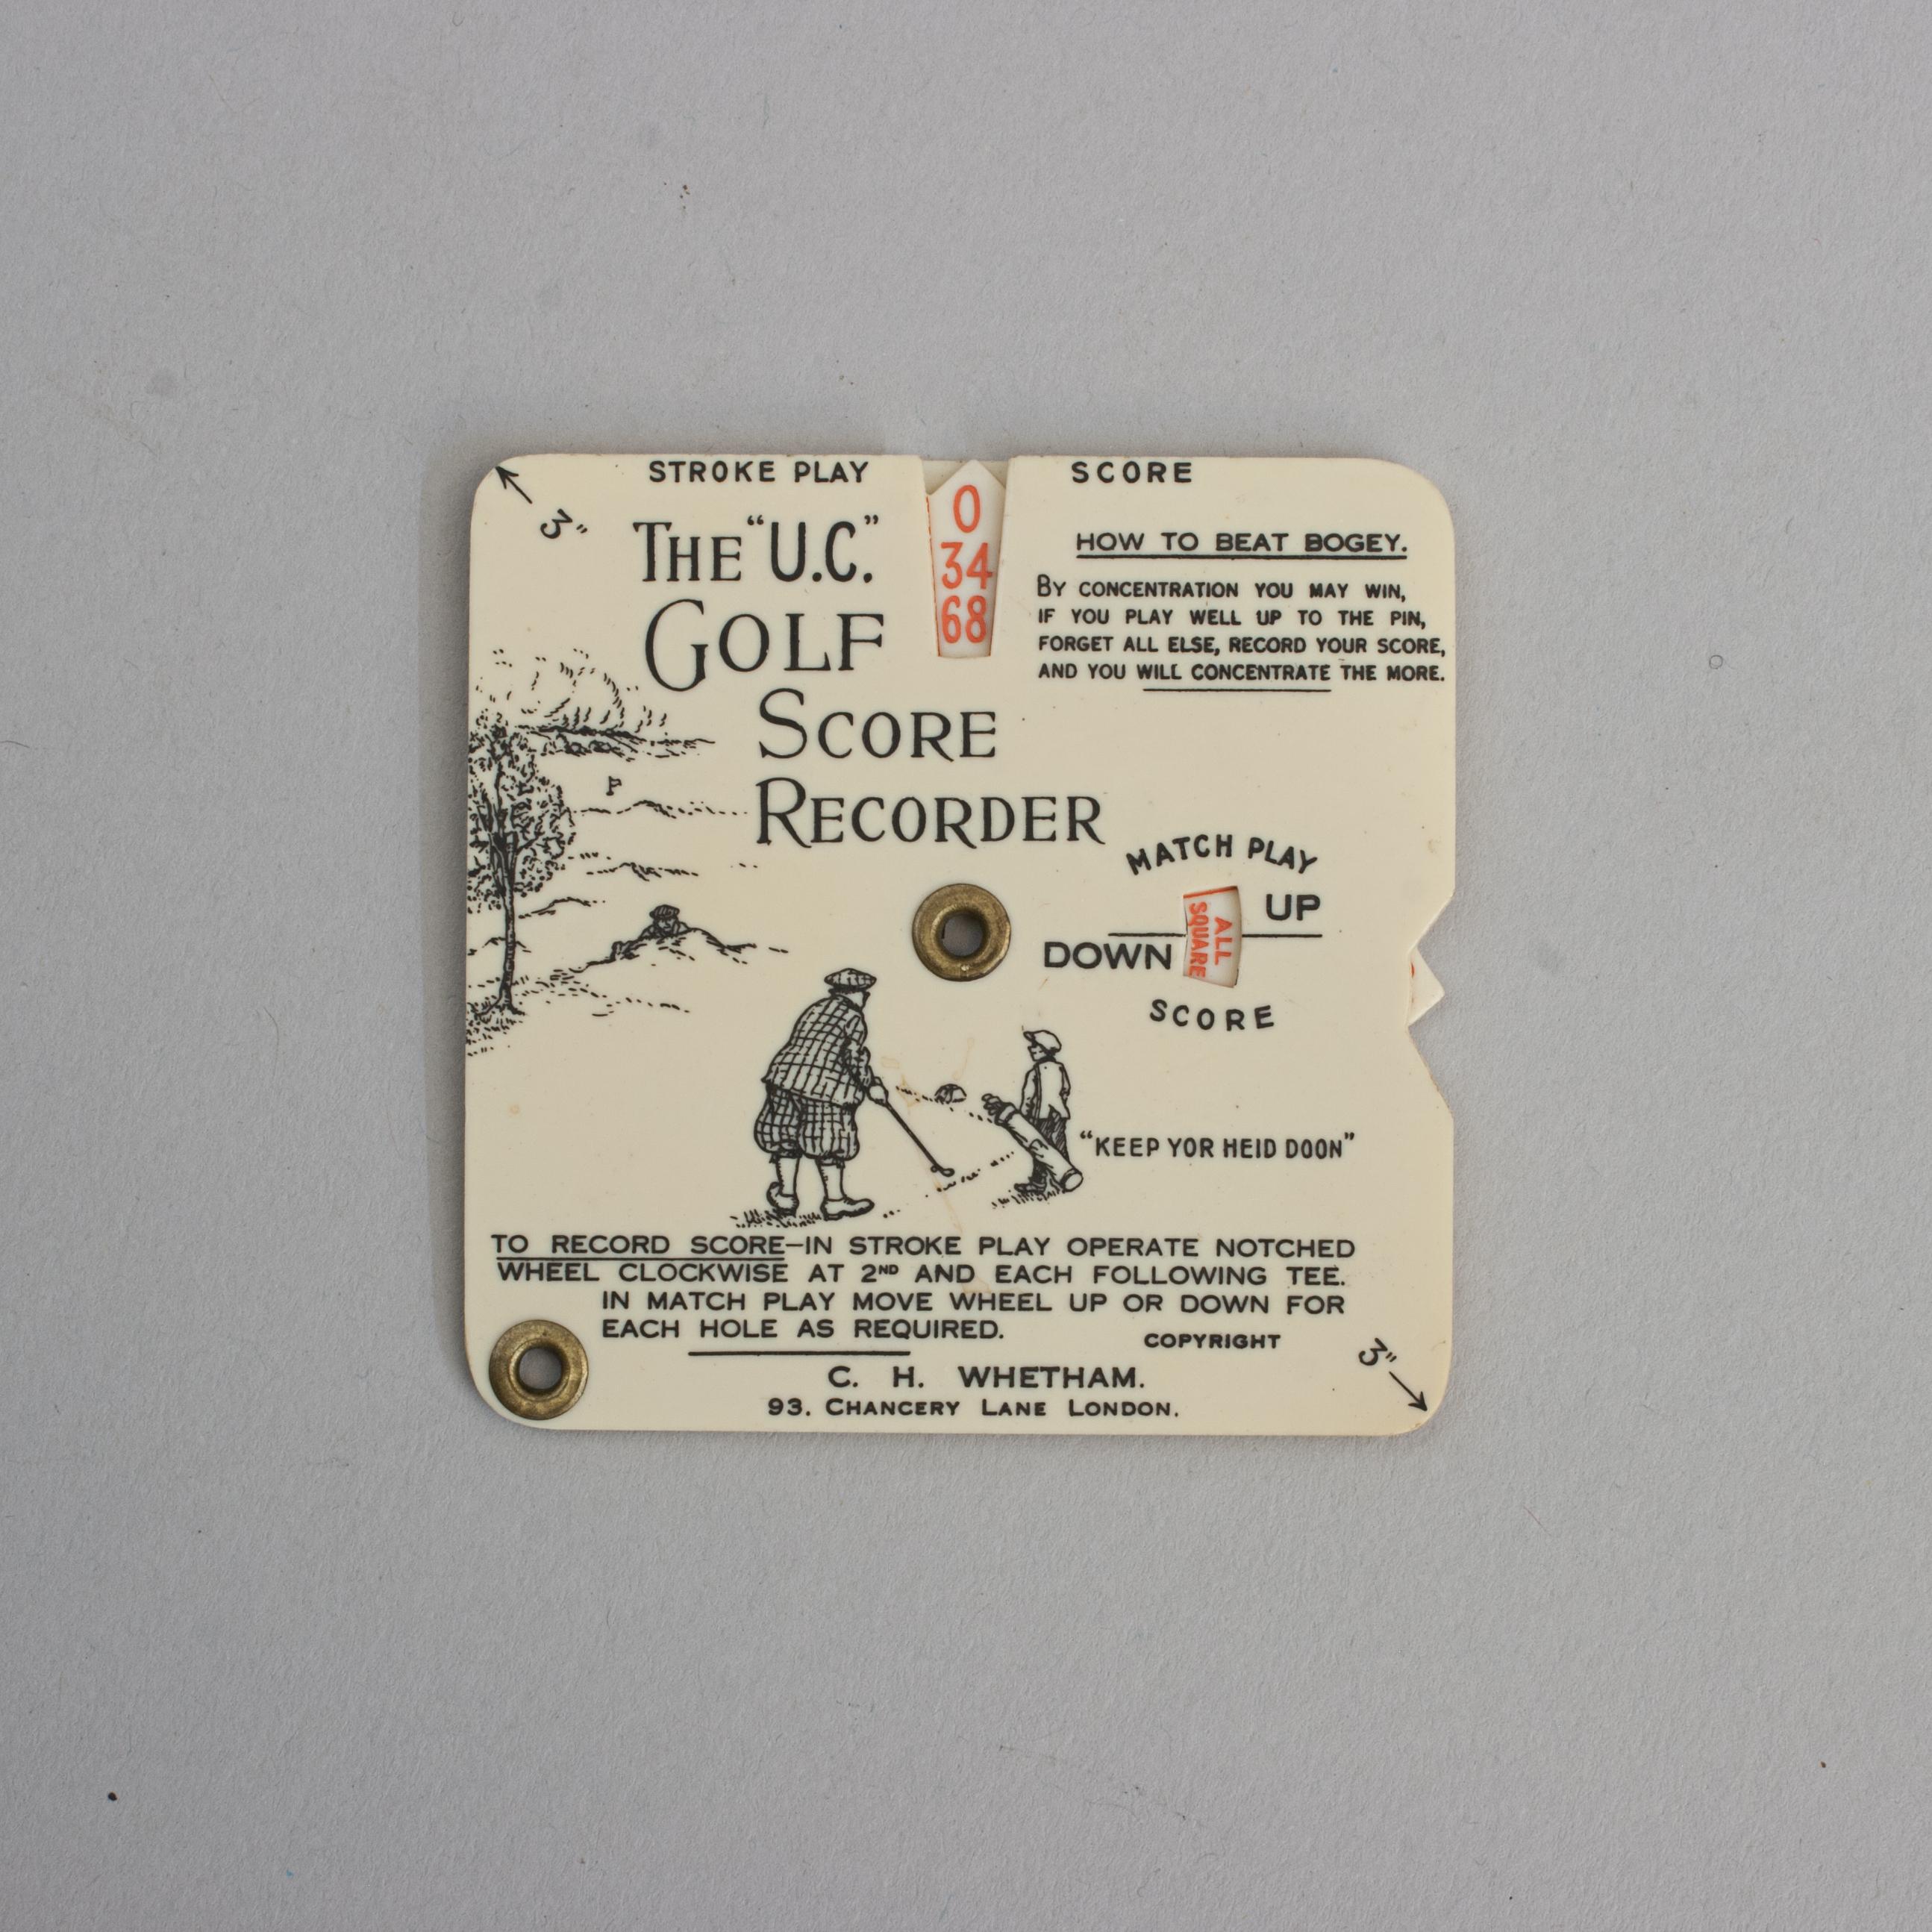 STROKE PLAY
SCORE
0
34
68
3"
THE "U.C."
GOLF
SCORE
RECORDER
HOW TO BEAT BOGEY.
BY CONCENTRATION YOU MAY WIN,
IF YOU PLAY WELL UP TO THE PIN,
FORGET ALL ELSE, RECORD YOUR SCORE,
AND YOU WILL CONCENTRATE THE MORE.
MATCH PLAY
UP
DOWN
ALL
SQUARE
SCORE
"KEEP YOR HEID DOON"
TO RECORD SCORE—IN STROKE PLAY OPERATE NOTCHED
WHEEL CLOCKWISE AT 2ND AND EACH FOLLOWING TEE.
IN MATCH PLAY MOVE WHEEL UP OR DOWN FOR
EACH HOLE AS REQUIRED.
COPYRIGHT
3"
C. H. WHETHAM.
93. CHANCERY LANE LONDON.